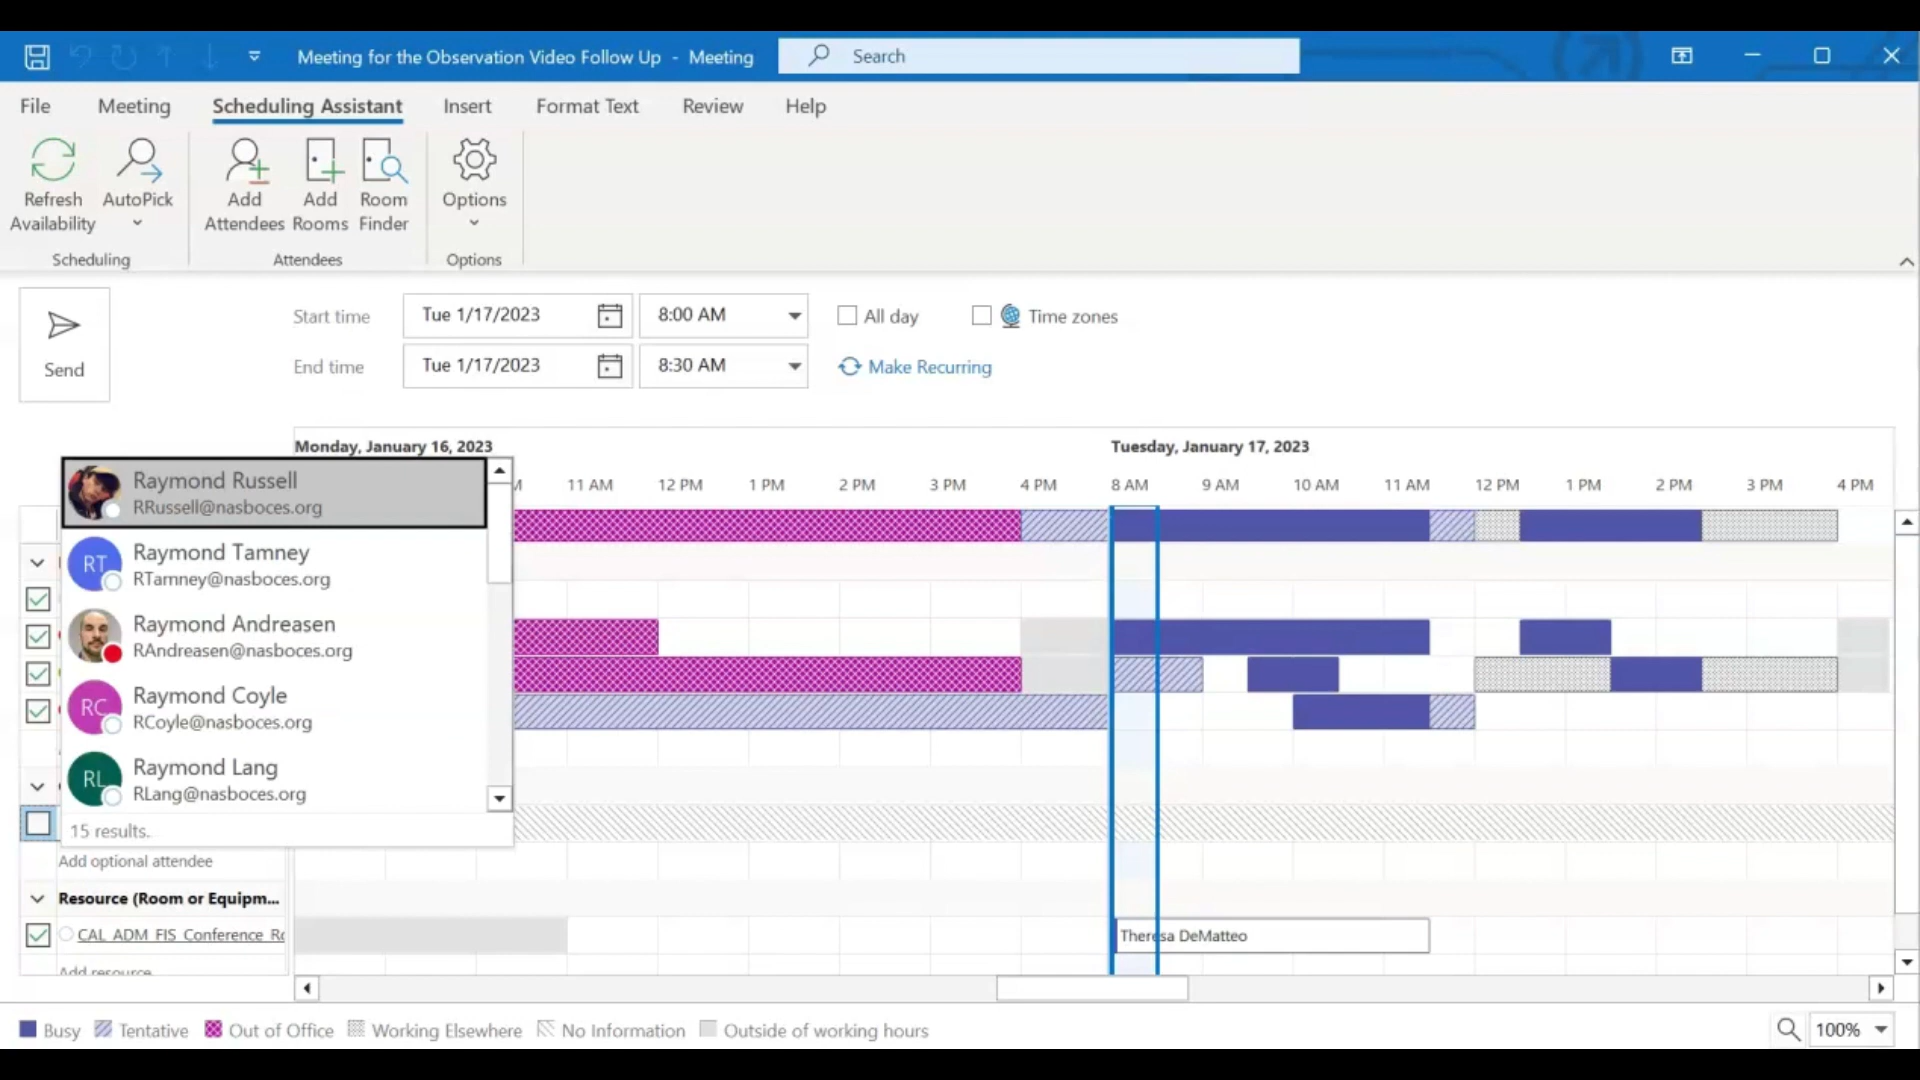 Meeting for the Observation Video Follow Up - Meeting
Search
File Meeting Scheduling Assistant Insert Format Text Review Help
Refresh Availability
AutoPick
Add Attendees
Add Rooms
Room Finder
Options
Scheduling
Attendees
Options
Send
Start time Tue 1/17/2023 8:00 AM All day Time zones
End time Tue 1/17/2023 8:30 AM Make Recurring
Monday, January 16, 2023 Tuesday, January 17, 2023
11 AM 12 PM 1 PM 2 PM 3 PM 4 PM 8 AM 9 AM 10 AM 11 AM 12 PM 1 PM 2 PM 3 PM 4 PM
Raymond Russell
RRussell@nasboces.org
RT
Raymond Tamney
RTamney@nasboces.org
Raymond Andreasen
RAndreasen@nasboces.org
RC
Raymond Coyle
RCoyle@nasboces.org
RL
Raymond Lang
RLang@nasboces.org
15 results.
Add optional attendee
Resource (Room or Equipm...
CAL_ADM_FIS_Conference_Ro
Theresa DeMatteo
Add resource
Busy Tentative Out of Office Working Elsewhere No Information Outside of working hours
100%